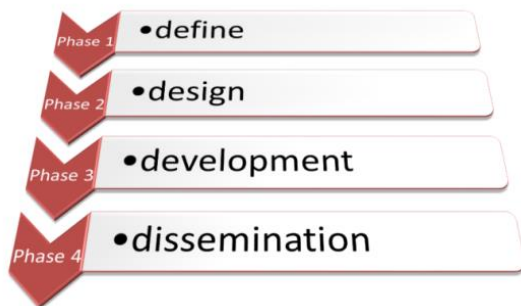 Phase 1 •define
Phase 2 •design
Phase 3 •development
Phase 4 •dissemination